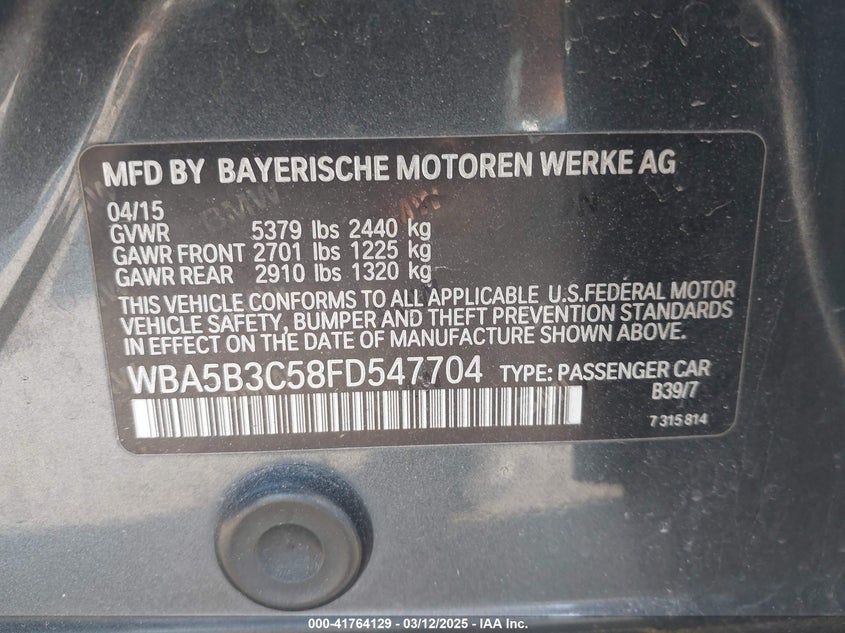 MFD BY BAYERISCHE MOTOREN WERKE AG
04/15
GVWR 5379 lbs 2440 kg
GAWR FRONT 2701 lbs 1225 kg
GAWR REAR 2910 lbs 1320 kg
THIS VEHICLE CONFORMS TO ALL APPLICABLE U.S.FEDERAL MOTOR
VEHICLE SAFETY, BUMPER AND THEFT PREVENTION STANDARDS
IN EFFECT ON THE DATE OF MANUFACTURE SHOWN ABOVE.
WBA5B3C58FD547704 TYPE: PASSENGER CAR
B39/7
7 315 814
000-41764129 - 03/12/2025 - IAA Inc.